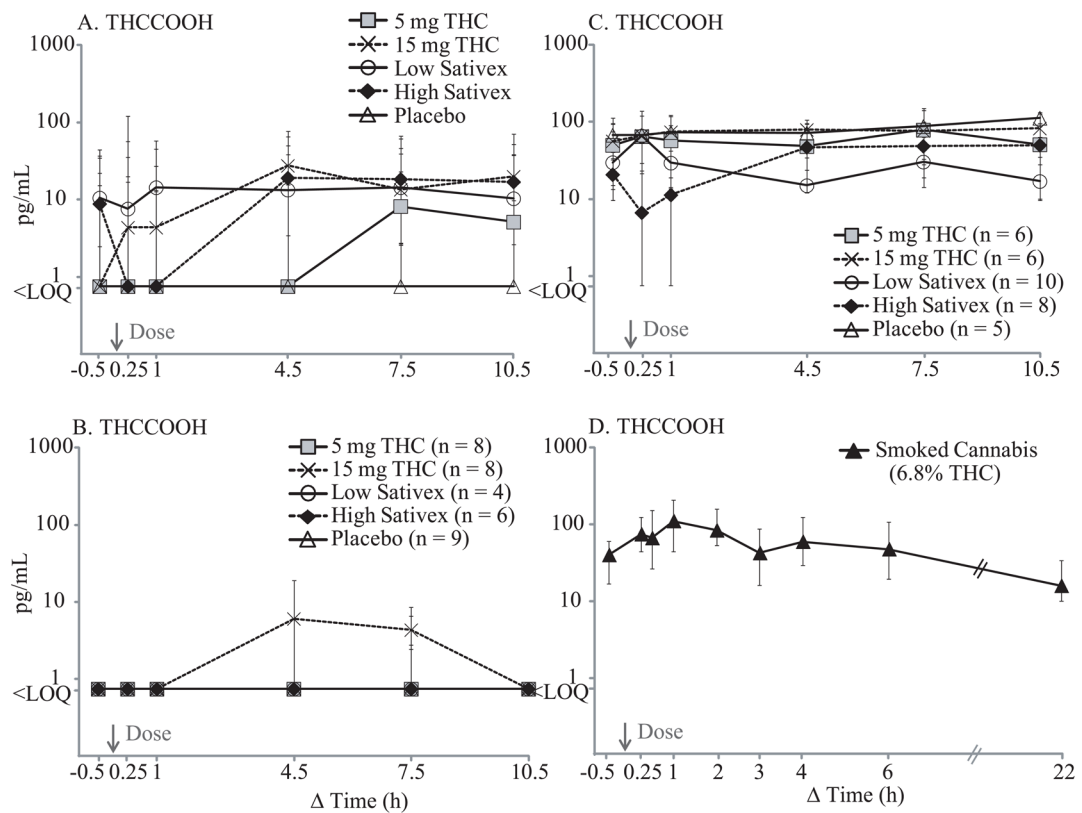 A. THCCOOH
5 mg THC
15 mg THC
Low Sativex
High Sativex
Placebo
1000
100
10
1
<LOQ
pg/mL
Dose
-0.5 0.25 1 4.5 7.5 10.5
C. THCCOOH
1000
100
10
1
<LOQ
5 mg THC (n = 6)
15 mg THC (n = 6)
Low Sativex (n = 10)
High Sativex (n = 8)
Placebo (n = 5)
Dose
-0.5 0.25 1 4.5 7.5 10.5
B. THCCOOH
5 mg THC (n = 8)
15 mg THC (n = 8)
Low Sativex (n = 4)
High Sativex (n = 6)
Placebo (n = 9)
1000
100
10
1
<LOQ
pg/mL
Dose
-0.5 0.25 1 4.5 7.5 10.5
Δ Time (h)
D. THCCOOH
Smoked Cannabis
(6.8% THC)
1000
100
10
1
<LOQ
Dose
-0.5 0.25 1 2 3 4 6 22
Δ Time (h)